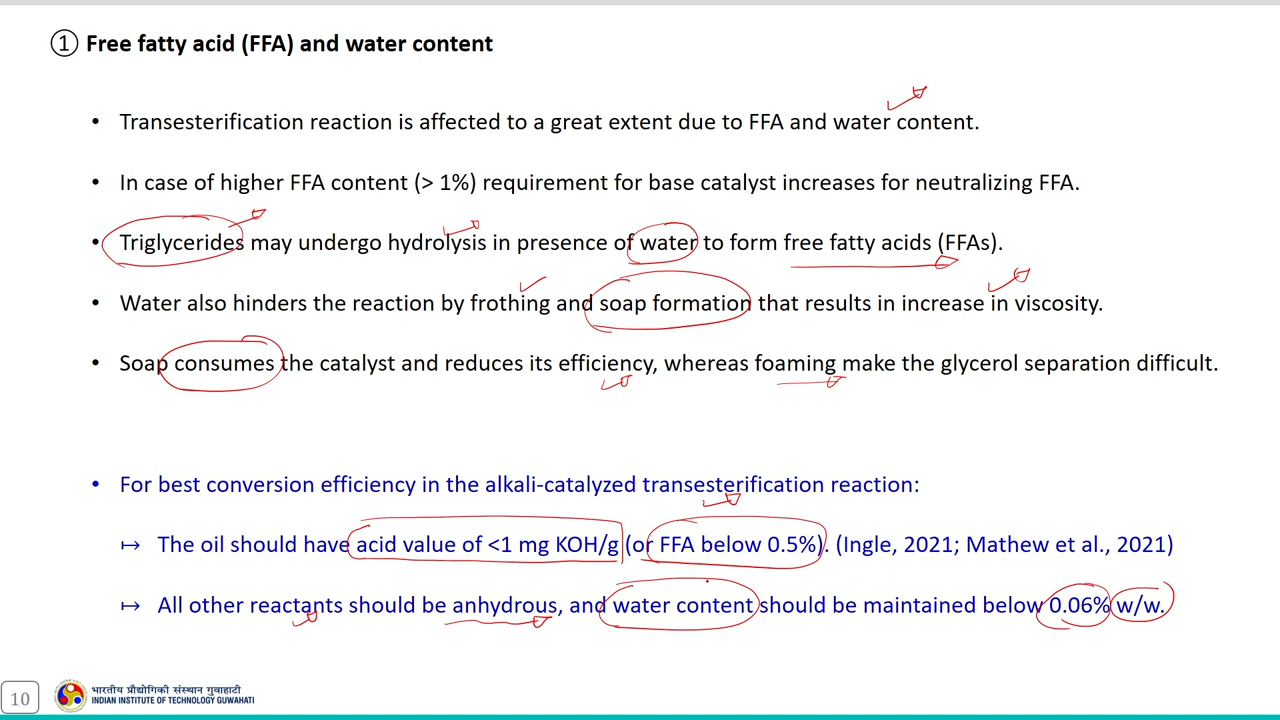 ① Free fatty acid (FFA) and water content
• Transesterification reaction is affected to a great extent due to FFA and water content.
• In case of higher FFA content (> 1%) requirement for base catalyst increases for neutralizing FFA.
• Triglycerides may undergo hydrolysis in presence of water to form free fatty acids (FFAs).
• Water also hinders the reaction by frothing and soap formation that results in increase in viscosity.
• Soap consumes the catalyst and reduces its efficiency, whereas foaming make the glycerol separation difficult.
• For best conversion efficiency in the alkali-catalyzed transesterification reaction:
↦ The oil should have acid value of <1 mg KOH/g (or FFA below 0.5%). (Ingle, 2021; Mathew et al., 2021)
↦ All other reactants should be anhydrous, and water content should be maintained below 0.06% w/w.
10
भारतीय प्रौद्योगिकी संस्थान गुवाहाटी
INDIAN INSTITUTE OF TECHNOLOGY GUWAHATI